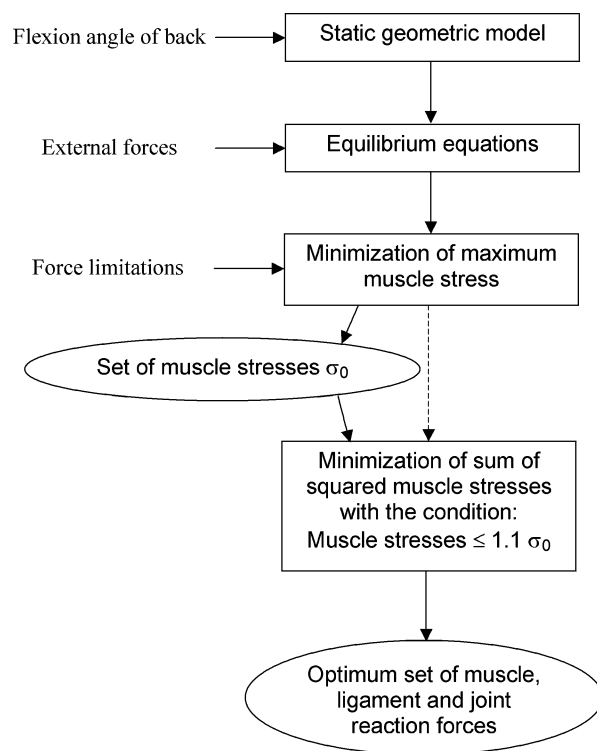 Flexion angle of back
Static geometric model
External forces
Equilibrium equations
Force limitations
Minimization of maximum
muscle stress
Set of muscle stresses σ₀
Minimization of sum of
squared muscle stresses
with the condition:
Muscle stresses ≤ 1.1 σ₀
Optimum set of muscle,
ligament and joint
reaction forces